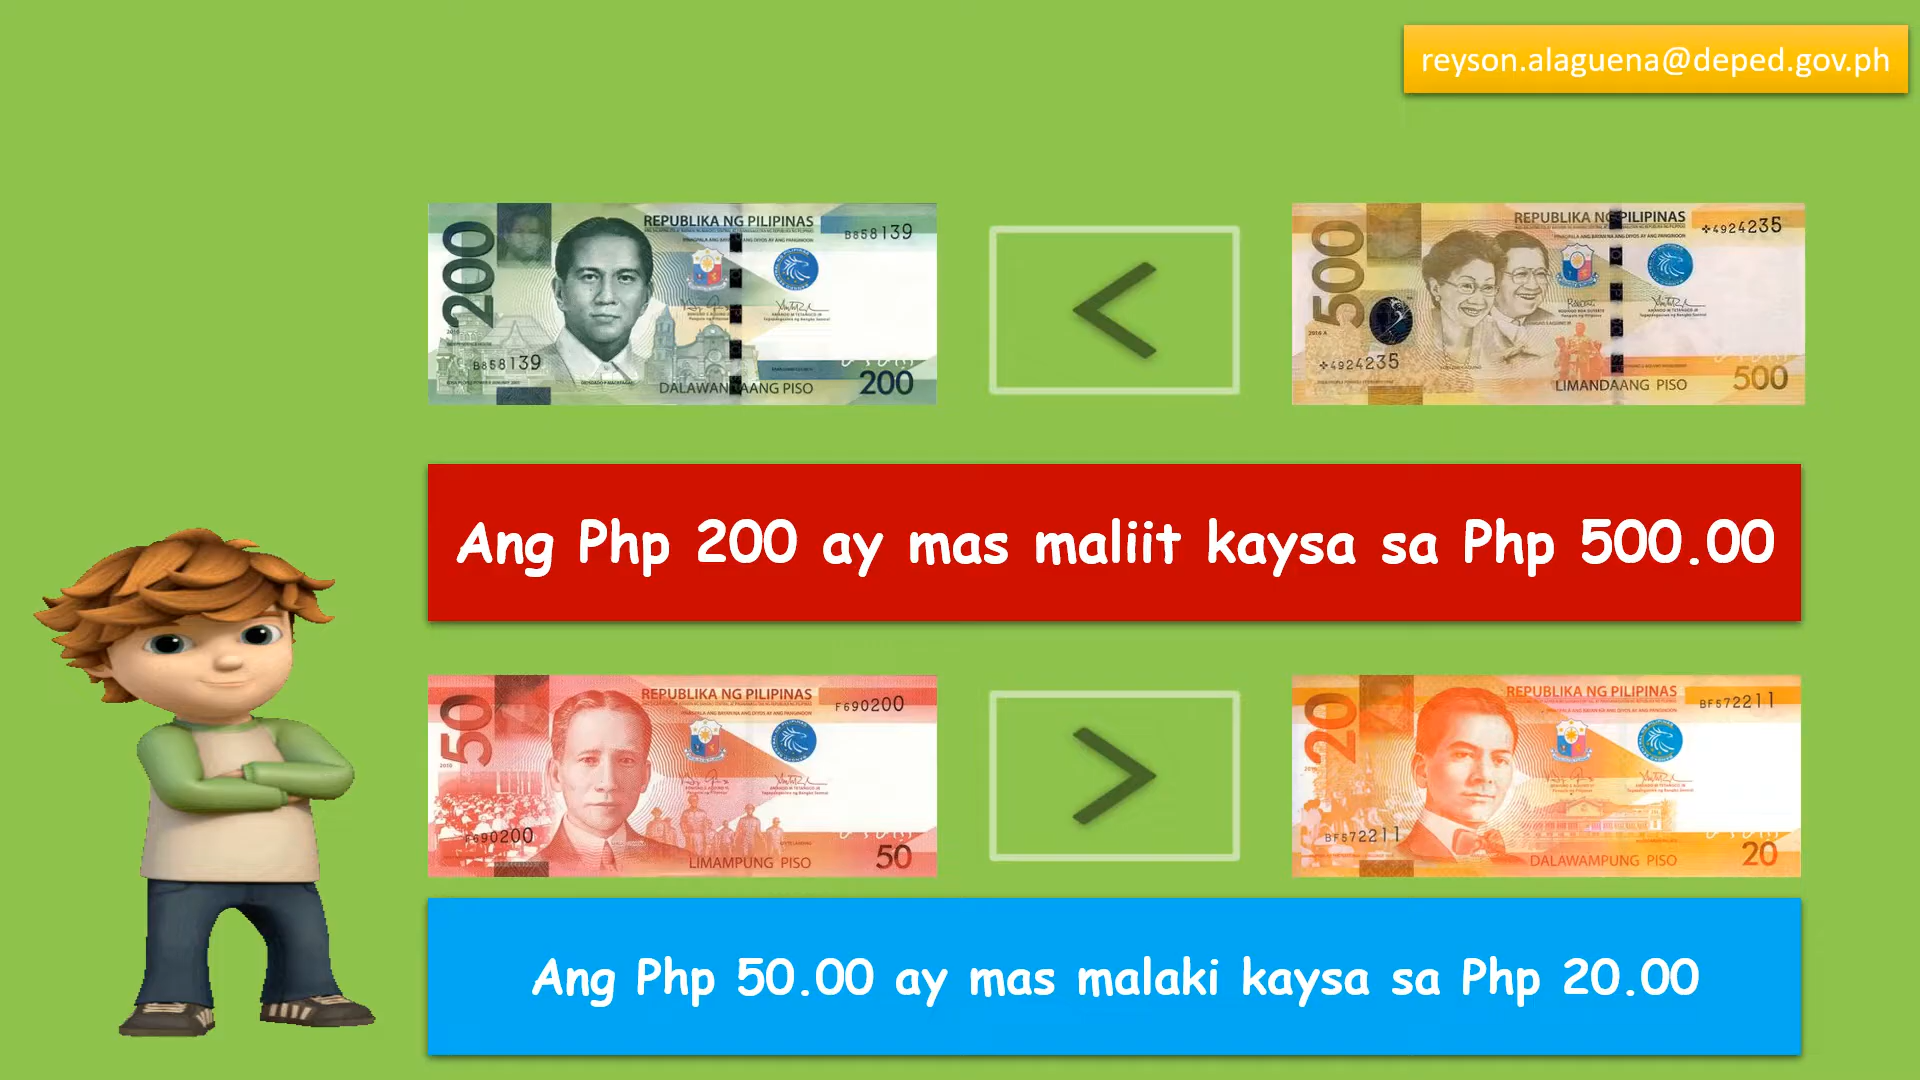 reyson.alaguena@deped.gov.ph
200
REPUBLIKA NG PILIPINAS
B858139
B858139
DALAWANDAANG PISO
200
<
500
REPUBLIKA NG PILIPINAS
4924235
4924235
LIMANDAANG PISO
500
Ang Php 200 ay mas maliit kaysa sa Php 500.00
50
REPUBLIKA NG PILIPINAS
F690200
F690200
LIMAMPUNG PISO
50
>
20
REPUBLIKA NG PILIPINAS
BF572211
BF572211
DALAWAMPUNG PISO
20
Ang Php 50.00 ay mas malaki kaysa sa Php 20.00